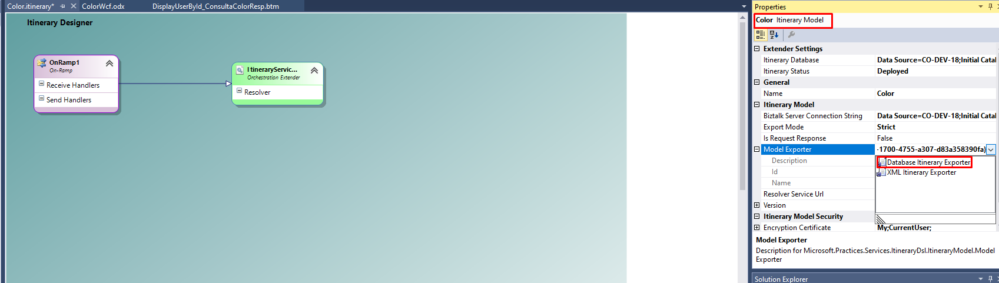 Color.itinerary*
ColorWcf.odx
DisplayUserById_ConsultaColorResp.btm
Itinerary Designer
OnRamp1
On-Ramp
Receive Handlers
Send Handlers
ItineraryServic...
Orchestration Extender
Resolver
Properties
Color Itinerary Model
Extender Settings
Itinerary Database Data Source=CO-DEV-18;Initial Catal
Itinerary Status Deployed
General
Name Color
Itinerary Model
Biztalk Server Connection String Data Source=CO-DEV-18;Initial Catal
Export Mode Strict
Is Request Response False
Model Exporter -1700-4755-a307-d83a358390fa}
Description
Database Itinerary Exporter
Id
XML Itinerary Exporter
Name
Resolver Service Url
Version
Itinerary Model Security
Encryption Certificate My;CurrentUser;
Model Exporter
Description for Microsoft.Practices.Services.ItineraryDsl.ItineraryModel.Model
Exporter
Solution Explorer